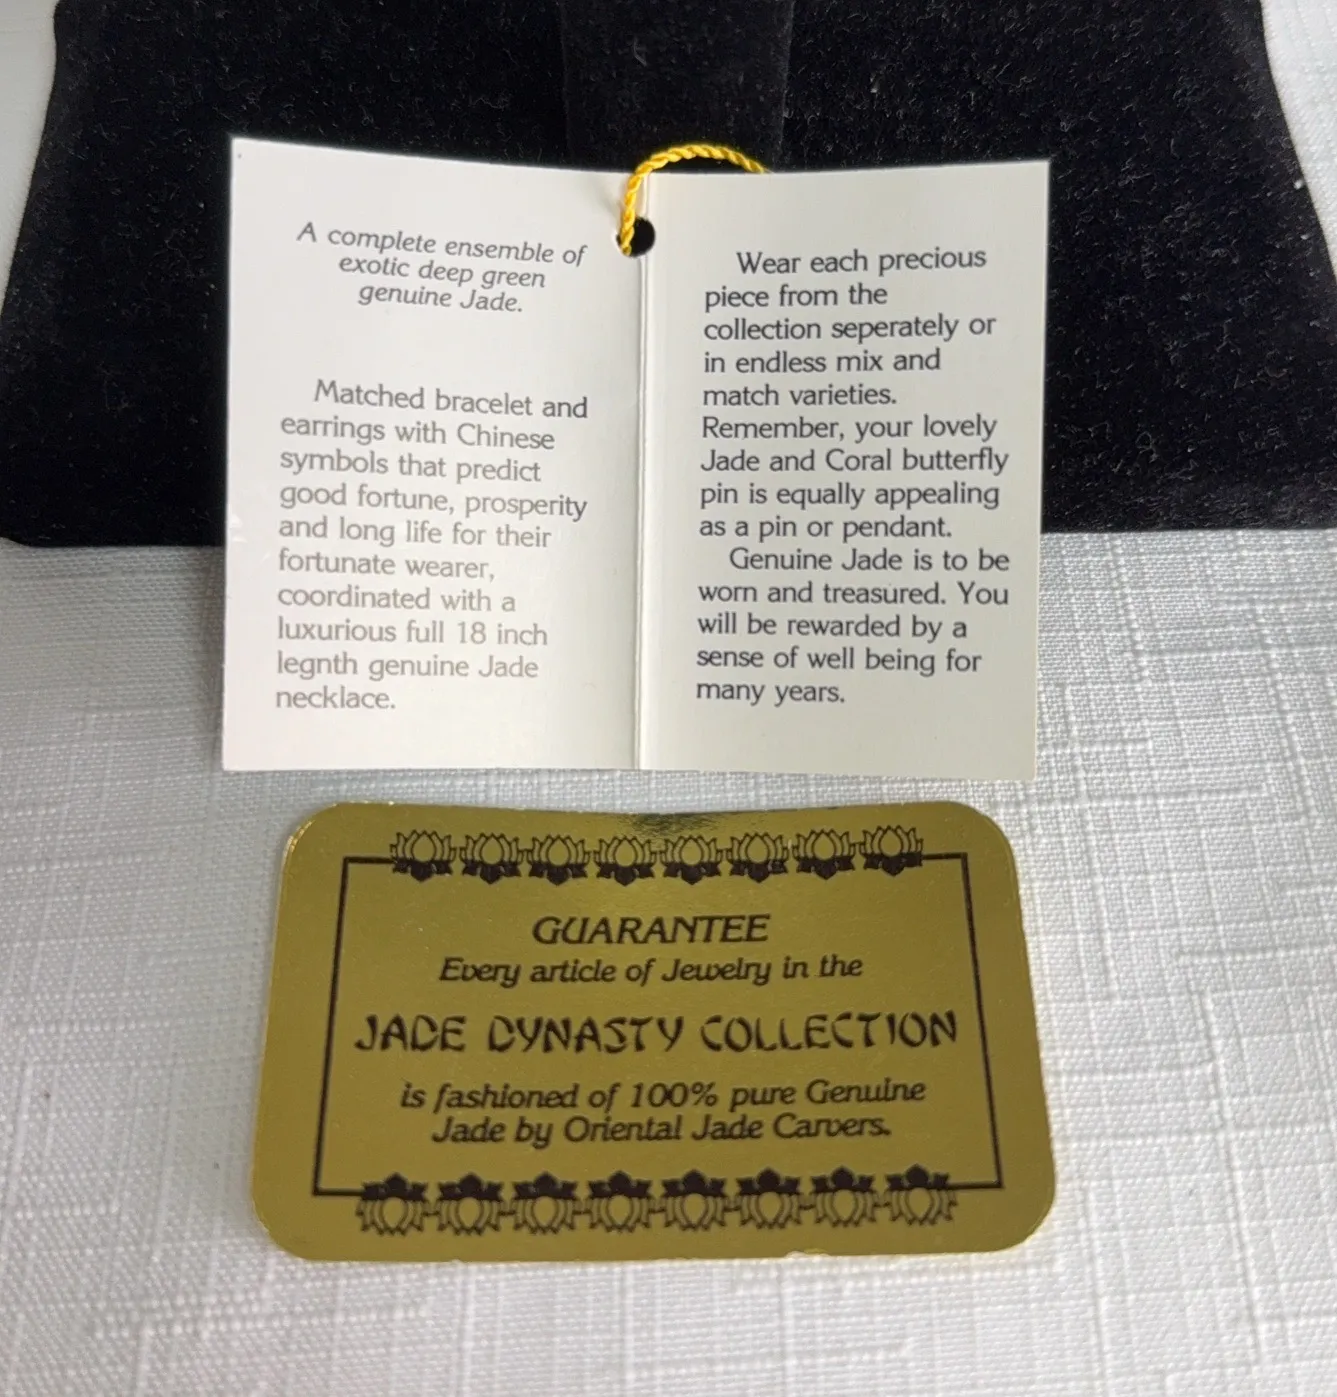 A complete ensemble of
exotic deep green
genuine Jade.
Matched bracelet and
earrings with Chinese
symbols that predict
good fortune, prosperity
and long life for their
fortunate wearer,
coordinated with a
luxurious full 18 inch
legnth genuine Jade
necklace.
Wear each precious
piece from the
collection seperately or
in endless mix and
match varieties.
Remember, your lovely
Jade and Coral butterfly
pin is equally appealing
as a pin or pendant.
Genuine Jade is to be
worn and treasured. You
will be rewarded by a
sense of well being for
many years.
GUARANTEE
Every article of Jewelry in the
JADE DYNASTY COLLECTION
is fashioned of 100% pure Genuine
Jade by Oriental Jade Carvers.